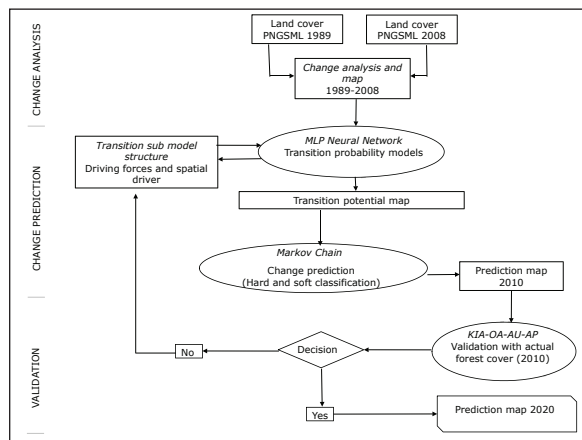 CHANGE ANALYSIS
Land cover
PNGSML 1989
Land cover
PNGSML 2008
Change analysis and
map
1989-2008
CHANGE PREDICTION
Transition sub model
structure
Driving forces and spatial
driver
MLP Neural Network
Transition probability models
Transition potential map
Markov Chain
Change prediction
(Hard and soft classification)
Prediction map
2010
VALIDATION
KIA-OA-AU-AP
Validation with actual
forest cover (2010)
Decision
No
Yes
Prediction map 2020